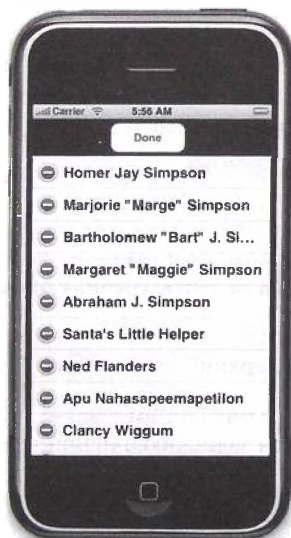 Carrier 5:56 AM
Done
Homer Jay Simpson
Marjorie "Marge" Simpson
Bartholomew "Bart" J. Si...
Margaret "Maggie" Simpson
Abraham J. Simpson
Santa's Little Helper
Ned Flanders
Apu Nahasapeemapetilon
Clancy Wiggum